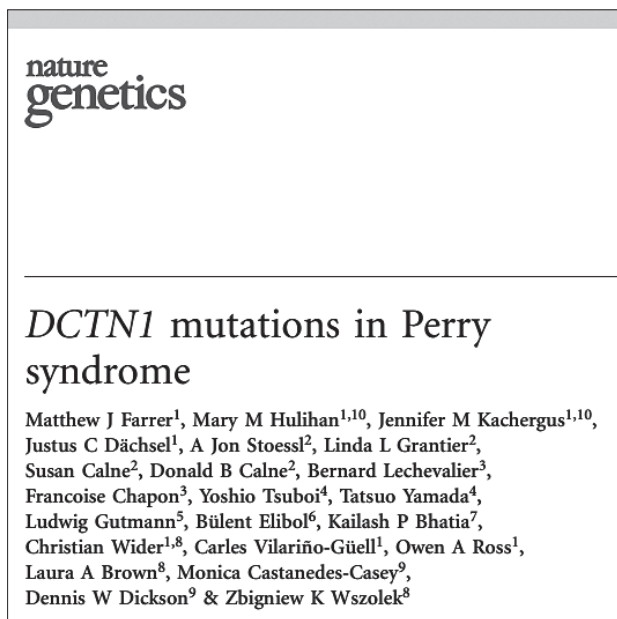 nature
genetics
DCTN1 mutations in Perry
syndrome
Matthew J Farrer¹, Mary M Hulihan¹,¹⁰, Jennifer M Kachergus¹,¹⁰,
Justus C Dächsel¹, A Jon Stoessl², Linda L Grantier²,
Susan Calne², Donald B Calne², Bernard Lechevalier³,
Francoise Chapon³, Yoshio Tsuboi⁴, Tatsuo Yamada⁴,
Ludwig Gutmann⁵, Bülent Elibol⁶, Kailash P Bhatia⁷,
Christian Wider¹,⁸, Carles Vilariño-Güell¹, Owen A Ross¹,
Laura A Brown⁸, Monica Castanedes-Casey⁹,
Dennis W Dickson⁹ & Zbigniew K Wszolek⁸